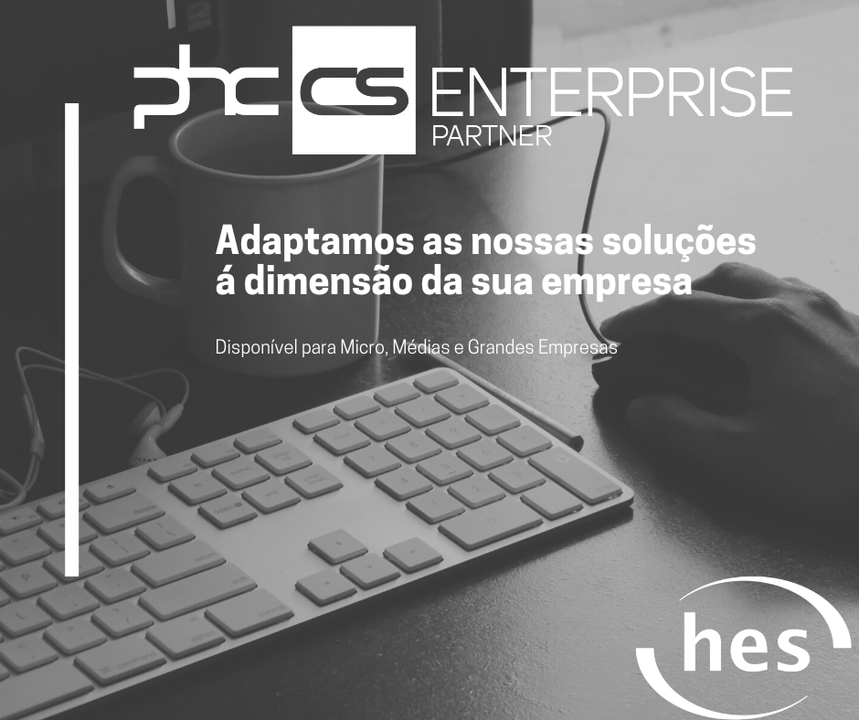 phc CS ENTERPRISE
PARTNER
Adaptamos as nossas soluções
á dimensão da sua empresa
Disponível para Micro, Médias e Grandes Empresas
hes